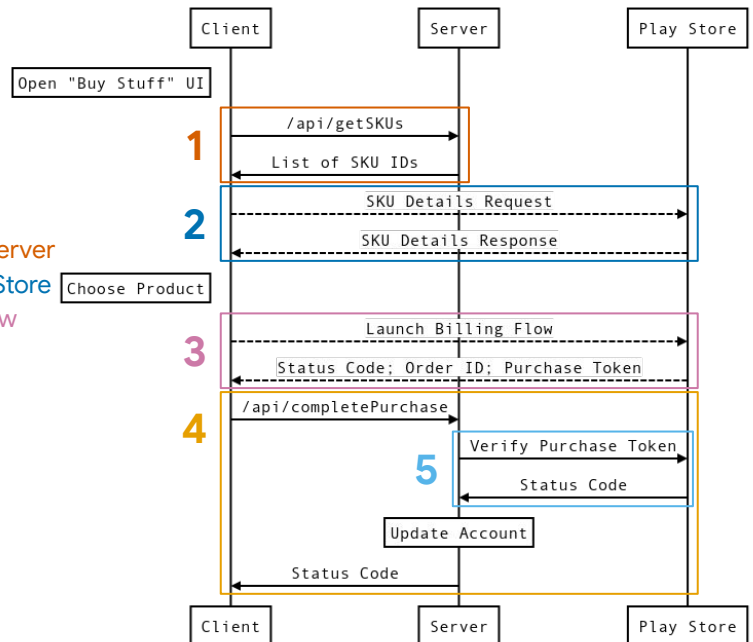 Client
Server
Play Store
Open "Buy Stuff" UI
1
/api/getSKUs
List of SKU IDs
2
SKU Details Request
SKU Details Response
erver
Store
w
Choose Product
3
Launch Billing Flow
Status Code; Order ID; Purchase Token
4
/api/completePurchase
5
Verify Purchase Token
Status Code
Update Account
Status Code
Client
Server
Play Store